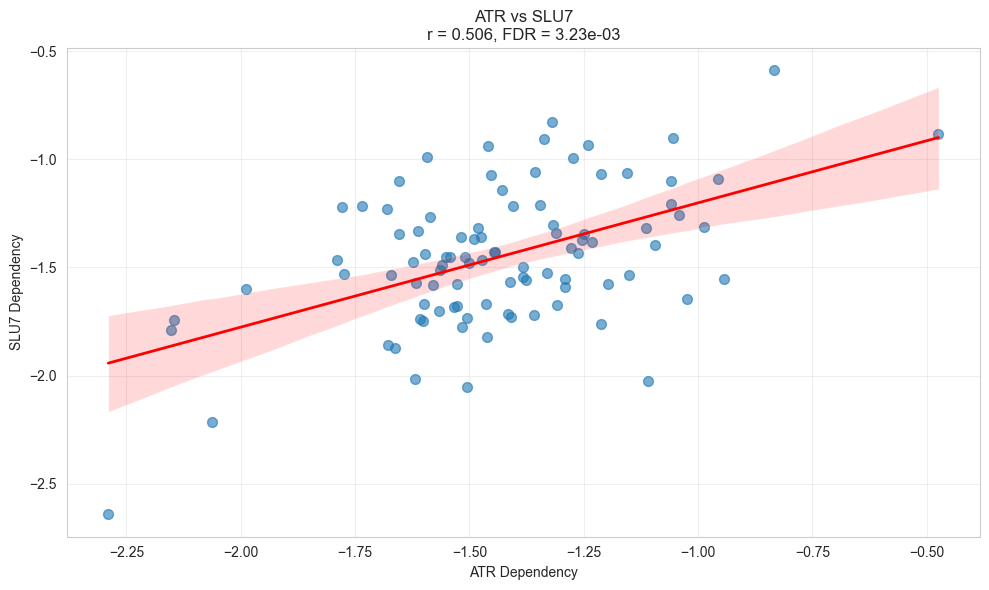 ATR vs SLU7
r = 0.506, FDR = 3.23e-03
−0.5
−1.0
−1.5
−2.0
−2.5
SLU7 Dependency
−2.25 −2.00 −1.75 −1.50 −1.25 −1.00 −0.75 −0.50
ATR Dependency